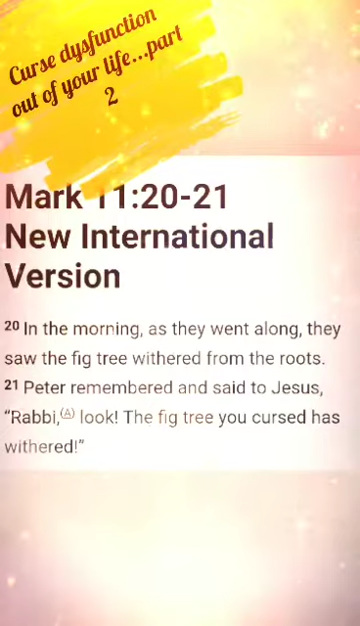 Curse dysfunction
out of your life...part
2
Mark 11:20-21
New International
Version
20 In the morning, as they went along, they
saw the fig tree withered from the roots.
21 Peter remembered and said to Jesus,
“Rabbi,(A) look! The fig tree you cursed has
withered!”